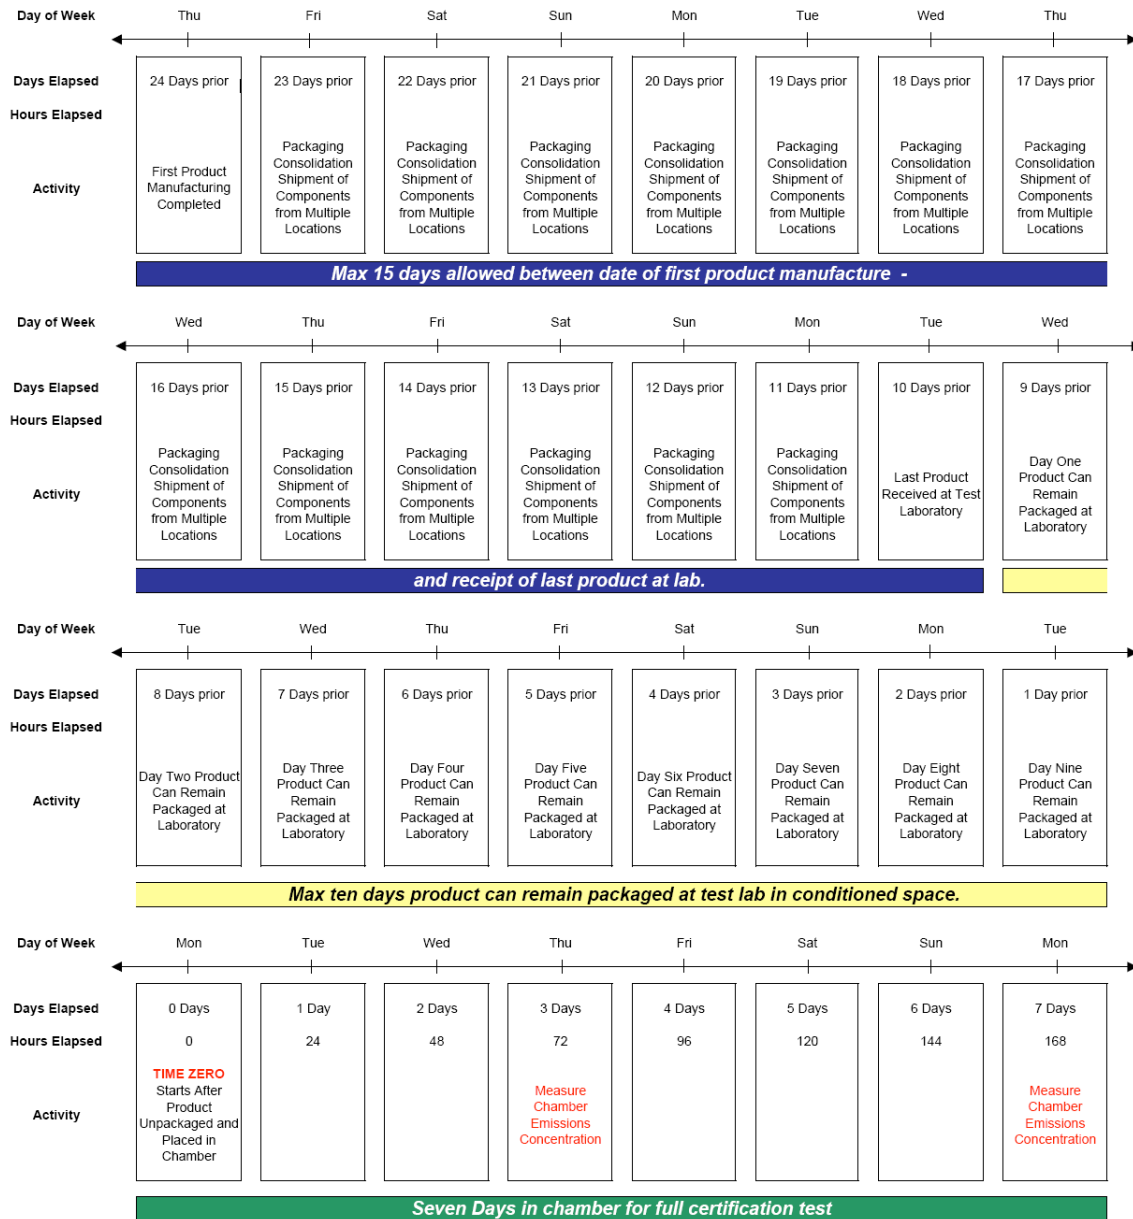 Day of Week Thu Fri Sat Sun Mon Tue Wed Thu
Days Elapsed 24 Days prior 23 Days prior 22 Days prior 21 Days prior 20 Days prior 19 Days prior 18 Days prior 17 Days prior
Hours Elapsed
Activity
First Product
Manufacturing
Completed
Packaging
Consolidation
Shipment of
Components
from Multiple
Locations
Packaging
Consolidation
Shipment of
Components
from Multiple
Locations
Packaging
Consolidation
Shipment of
Components
from Multiple
Locations
Packaging
Consolidation
Shipment of
Components
from Multiple
Locations
Packaging
Consolidation
Shipment of
Components
from Multiple
Locations
Packaging
Consolidation
Shipment of
Components
from Multiple
Locations
Packaging
Consolidation
Shipment of
Components
from Multiple
Locations
Max 15 days allowed between date of first product manufacture -
Day of Week Wed Thu Fri Sat Sun Mon Tue Wed
Days Elapsed 16 Days prior 15 Days prior 14 Days prior 13 Days prior 12 Days prior 11 Days prior 10 Days prior 9 Days prior
Hours Elapsed
Activity
Packaging
Consolidation
Shipment of
Components
from Multiple
Locations
Packaging
Consolidation
Shipment of
Components
from Multiple
Locations
Packaging
Consolidation
Shipment of
Components
from Multiple
Locations
Packaging
Consolidation
Shipment of
Components
from Multiple
Locations
Packaging
Consolidation
Shipment of
Components
from Multiple
Locations
Packaging
Consolidation
Shipment of
Components
from Multiple
Locations
Last Product
Received at Test
Laboratory
Day One
Product Can
Remain
Packaged at
Laboratory
and receipt of last product at lab.
Day of Week Tue Wed Thu Fri Sat Sun Mon Tue
Days Elapsed 8 Days prior 7 Days prior 6 Days prior 5 Days prior 4 Days prior 3 Days prior 2 Days prior 1 Day prior
Hours Elapsed
Activity
Day Two Product
Can Remain
Packaged at
Laboratory
Day Three
Product Can
Remain
Packaged at
Laboratory
Day Four
Product Can
Remain
Packaged at
Laboratory
Day Five
Product Can
Remain
Packaged at
Laboratory
Day Six Product
Can Remain
Packaged at
Laboratory
Day Seven
Product Can
Remain
Packaged at
Laboratory
Day Eight
Product Can
Remain
Packaged at
Laboratory
Day Nine
Product Can
Remain
Packaged at
Laboratory
Max ten days product can remain packaged at test lab in conditioned space.
Day of Week Mon Tue Wed Thu Fri Sat Sun Mon
Days Elapsed 0 Days 1 Day 2 Days 3 Days 4 Days 5 Days 6 Days 7 Days
Hours Elapsed 0 24 48 72 96 120 144 168
Activity
TIME ZERO
Starts After
Product
Unpackaged and
Placed in
Chamber
Measure
Chamber
Emissions
Concentration
Measure
Chamber
Emissions
Concentration
Seven Days in chamber for full certification test